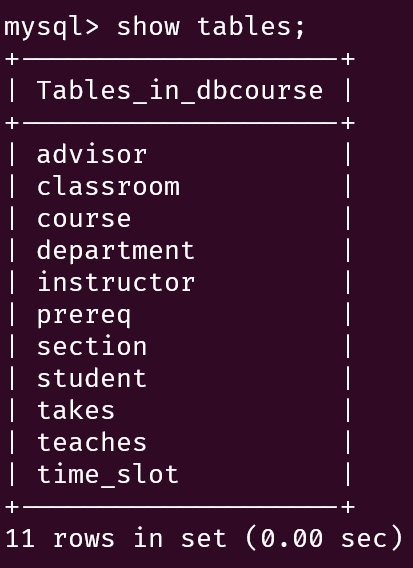 mysql> show tables;
+--------------------+
| Tables_in_dbcourse |
+--------------------+
| advisor            |
| classroom          |
| course             |
| department         |
| instructor         |
| prereq             |
| section            |
| student            |
| takes              |
| teaches            |
| time_slot          |
+--------------------+
11 rows in set (0.00 sec)